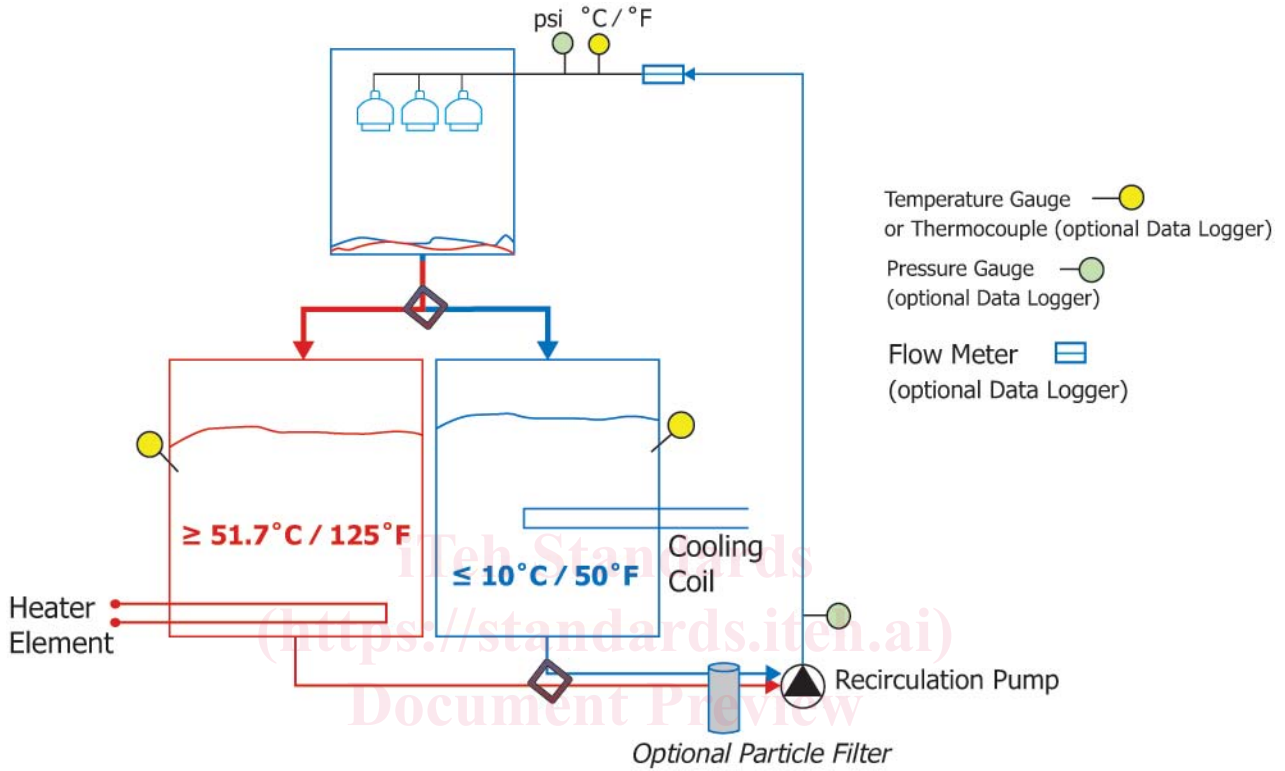 psi °C/°F
Temperature Gauge
or Thermocouple (optional Data Logger)
Pressure Gauge
(optional Data Logger)
Flow Meter
(optional Data Logger)
≥ 51.7°C / 125°F
≤ 10°C / 50°F
Cooling
Coil
Heater
Element
iTeh Standards
(https://standards.iteh.ai)
Document Preview
Recirculation Pump
Optional Particle Filter